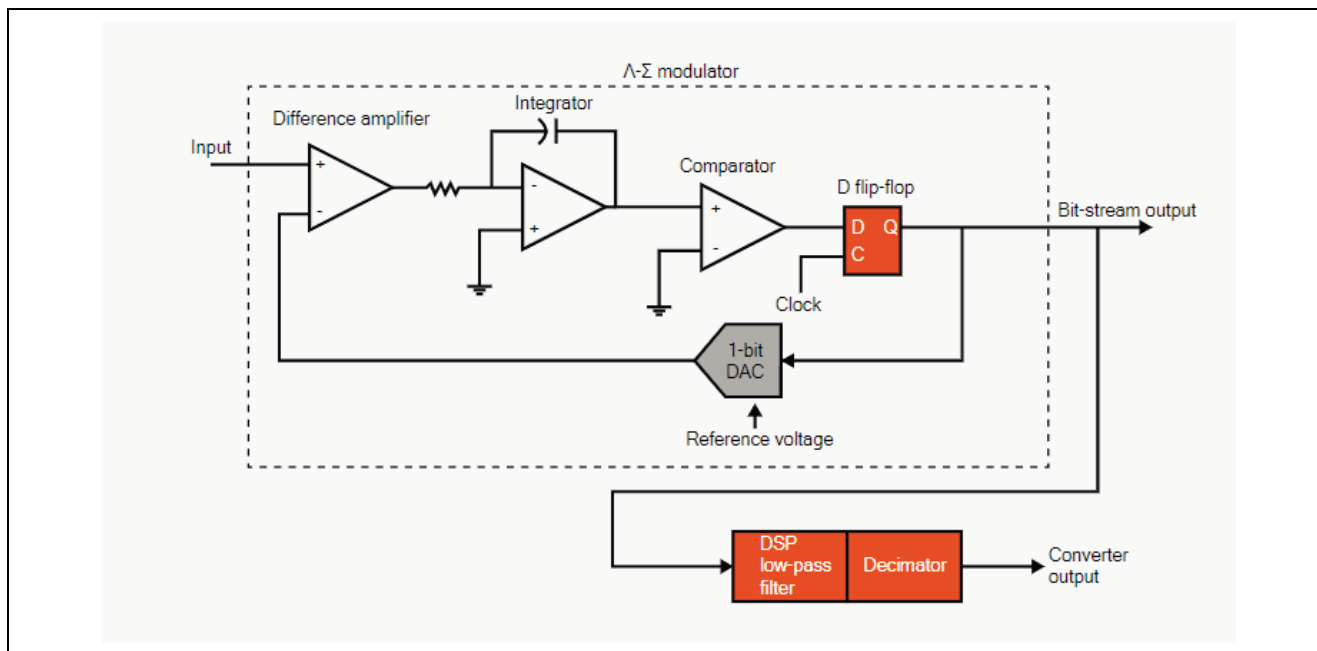 Λ-Σ modulator
Integrator
Difference amplifier
Input
+
-
-
+
Comparator
+
-
D flip-flop
D Q
C
Clock
Bit-stream output
1-bit
DAC
Reference voltage
DSP
low-pass
filter
Decimator
Converter
output